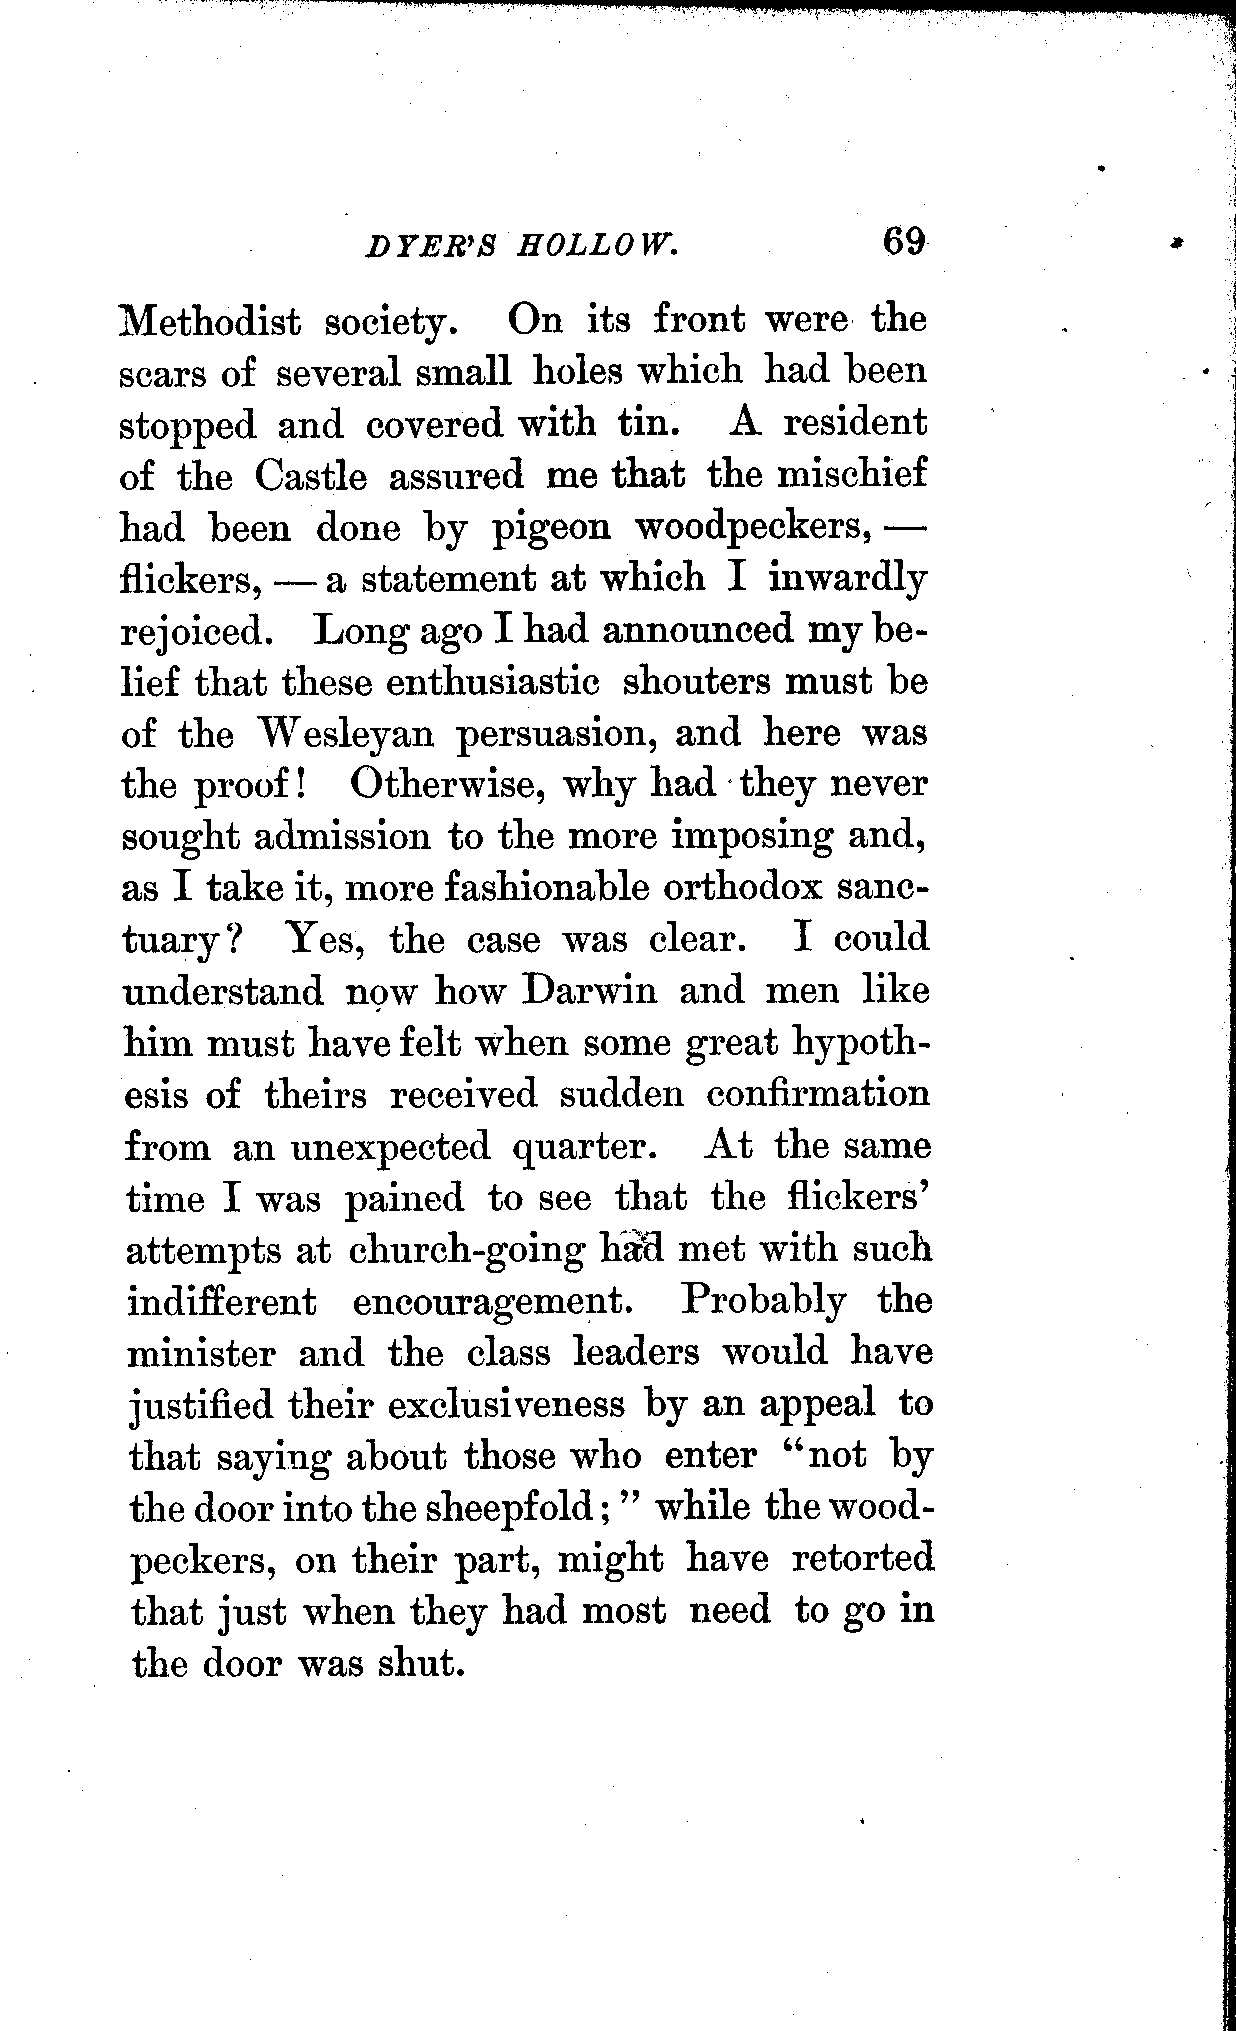 DYER'S HOLLOW. 69
Methodist society. On its front were the
scars of several small holes which had been
stopped and covered with tin. A resident
of the Castle assured me that the mischief
had been done by pigeon woodpeckers, —
flickers, — a statement at which I inwardly
rejoiced. Long ago I had announced my be-
lief that these enthusiastic shouters must be
of the Wesleyan persuasion, and here was
the proof! Otherwise, why had they never
sought admission to the more imposing and,
as I take it, more fashionable orthodox sanc-
tuary? Yes, the case was clear. I could
understand now how Darwin and men like
him must have felt when some great hypoth-
esis of theirs received sudden confirmation
from an unexpected quarter. At the same
time I was pained to see that the flickers'
attempts at church-going had met with such
indifferent encouragement. Probably the
minister and the class leaders would have
justified their exclusiveness by an appeal to
that saying about those who enter "not by
the door into the sheepfold;" while the wood-
peckers, on their part, might have retorted
that just when they had most need to go in
the door was shut.